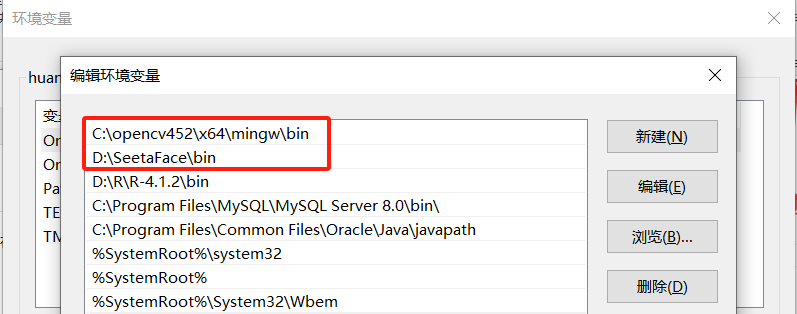 环境变量
编辑环境变量
huan
变
C:\opencv452\x64\mingw\bin
新建(N)
Or
D:\SeetaFace\bin
Or
D:\R\R-4.1.2\bin
编辑(E)
Pa
C:\Program Files\MySQL\MySQL Server 8.0\bin\
TE
C:\Program Files\Common Files\Oracle\Java\javapath
浏览(B)...
TM
%SystemRoot%\system32
%SystemRoot%
删除(D)
%SystemRoot%\System32\Wbem